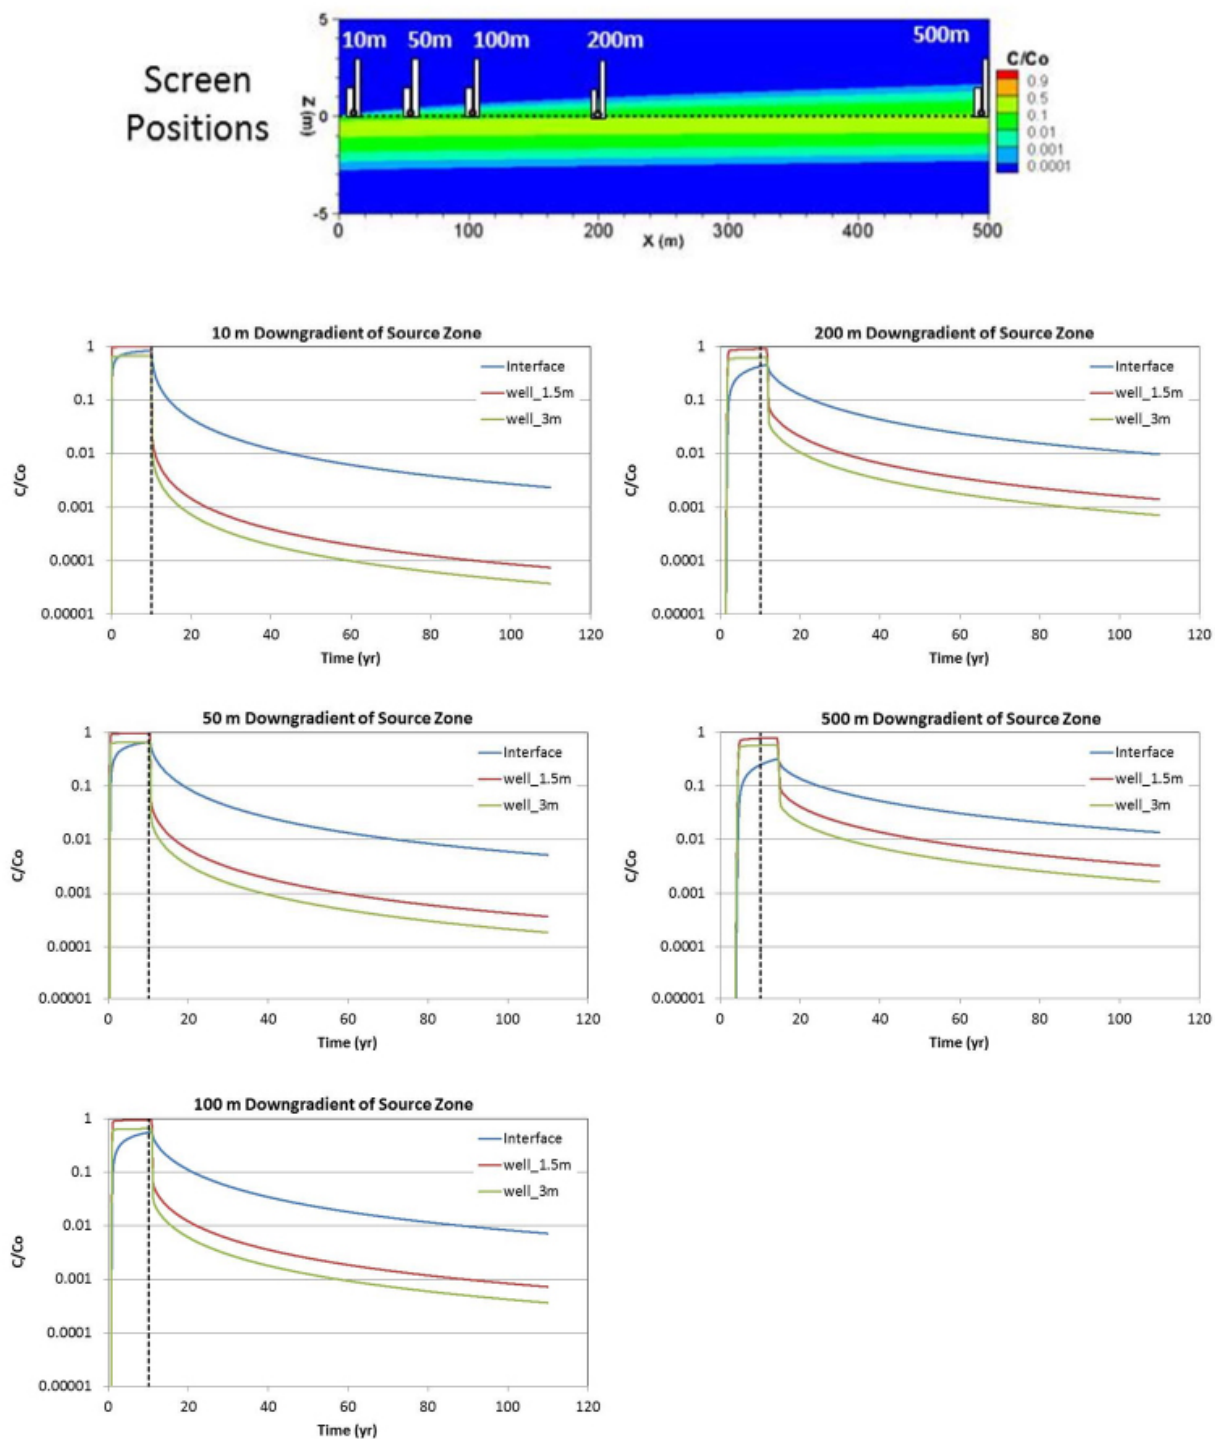 Screen
Positions
10m 50m 100m 200m 500m
5
0
-5
Z (m)
0 100 200 300 400 500
X (m)
C/Co
0.9
0.5
0.1
0.01
0.001
0.0001
10 m Downgradient of Source Zone
1
0.1
0.01
0.001
0.0001
0.00001
C/Co
Interface
well_1.5m
well_3m
0 20 40 60 80 100 120
Time (yr)
200 m Downgradient of Source Zone
1
0.1
0.01
0.001
0.0001
0.00001
C/Co
Interface
well_1.5m
well_3m
0 20 40 60 80 100 120
Time (yr)
50 m Downgradient of Source Zone
1
0.1
0.01
0.001
0.0001
0.00001
C/Co
Interface
well_1.5m
well_3m
0 20 40 60 80 100 120
Time (yr)
500 m Downgradient of Source Zone
1
0.1
0.01
0.001
0.0001
0.00001
C/Co
Interface
well_1.5m
well_3m
0 20 40 60 80 100 120
Time (yr)
100 m Downgradient of Source Zone
1
0.1
0.01
0.001
0.0001
0.00001
C/Co
Interface
well_1.5m
well_3m
0 20 40 60 80 100 120
Time (yr)